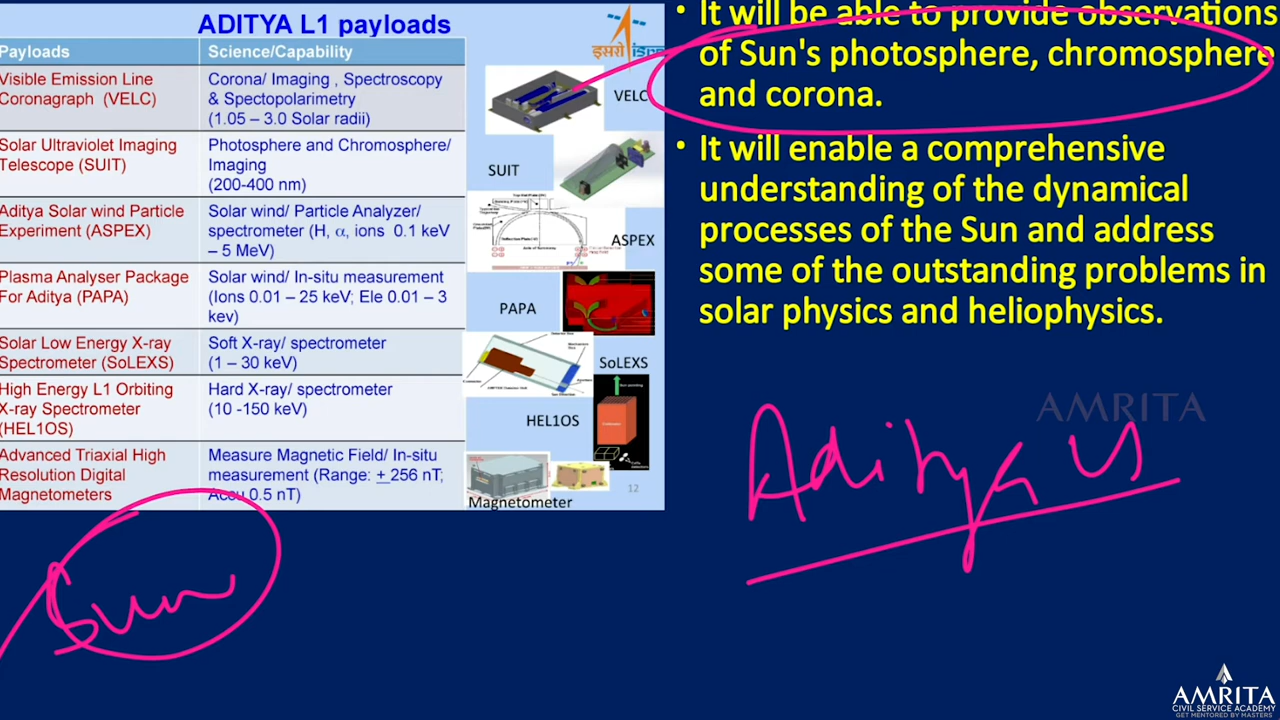 ADITYA L1 payloads
Payloads
Science/Capability
इसरो isro
Visible Emission Line
Coronagraph (VELC)
Corona/ Imaging , Spectroscopy
& Spectopolarimetry
(1.05 – 3.0 Solar radii)
VELC
Solar Ultraviolet Imaging
Telescope (SUIT)
Photosphere and Chromosphere/
Imaging
(200-400 nm)
SUIT
Aditya Solar wind Particle
Experiment (ASPEX)
Solar wind/ Particle Analyzer/
spectrometer (H, α, ions 0.1 keV
– 5 MeV)
ASPEX
Plasma Analyser Package
For Aditya (PAPA)
Solar wind/ In-situ measurement
(Ions 0.01 – 25 keV; Ele 0.01 – 3
kev)
PAPA
Solar Low Energy X-ray
Spectrometer (SoLEXS)
Soft X-ray/ spectrometer
(1 – 30 keV)
SoLEXS
High Energy L1 Orbiting
X-ray Spectrometer
(HEL1OS)
Hard X-ray/ spectrometer
(10 -150 keV)
HEL1OS
Advanced Triaxial High
Resolution Digital
Magnetometers
Measure Magnetic Field/ In-situ
measurement (Range: ± 256 nT;
Accu 0.5 nT)
Magnetometer
12
• It will be able to provide observations
of Sun's photosphere, chromosphere
and corona.
• It will enable a comprehensive
understanding of the dynamical
processes of the Sun and address
some of the outstanding problems in
solar physics and heliophysics.
AMRITA
Aditya
Sun
AMRITA
CIVIL SERVICE ACADEMY
GET MENTORED BY MASTERS